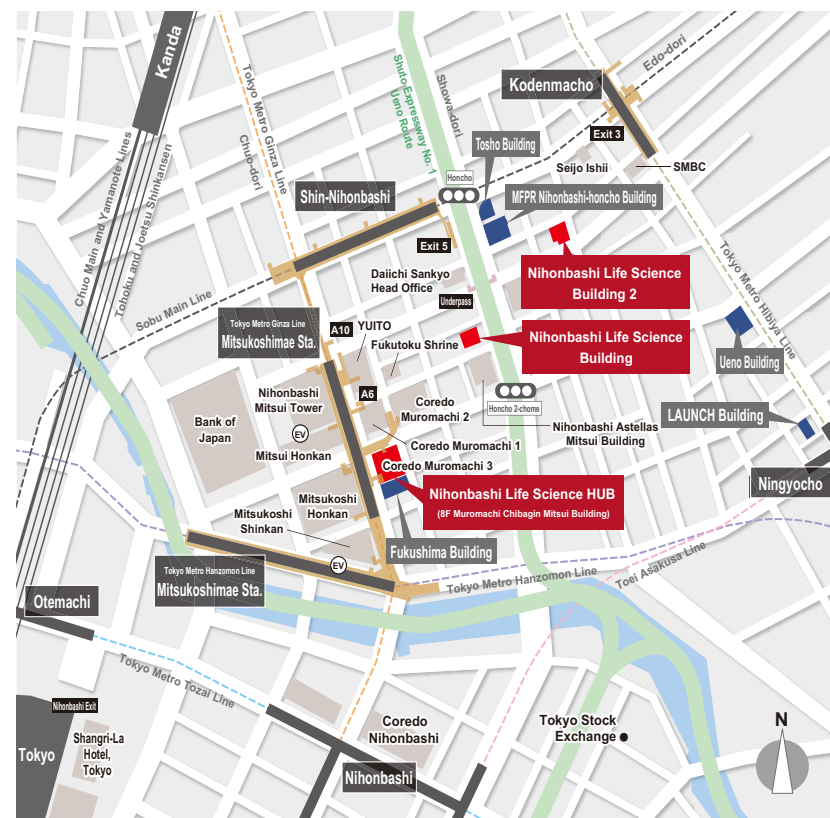 Kanda
Tokyo Metro Ginza Line
Chuo-dori
Shuto Expressway No. 1
Ueno Route
Showa-dori
Edo-dori
Kodenmacho
Exit 3
Tosho Building
Seijo Ishii
SMBC
Honcho
MFPR Nihonbashi-honcho Building
Shin-Nihonbashi
Exit 5
Chuo Main and Yamanote Lines
Tohoku and Joetsu Shinkansen
Daiichi Sankyo
Head Office
Nihonbashi Life Science
Building 2
Tokyo Metro Hibiya Line
Sobu Main Line
Underpass
Tokyo Metro Ginza Line
Mitsukoshimae Sta.
A10
YUITO
Fukutoku Shrine
Nihonbashi Life Science
Building
Ueno Building
A6
Nihonbashi
Mitsui Tower
Coredo
Muromachi 2
Honcho 2-chome
LAUNCH Building
Bank of
Japan
EV
Nihonbashi Astellas
Mitsui Building
Mitsui Honkan
Coredo Muromachi 1
Coredo Muromachi 3
Ningyocho
Nihonbashi Life Science HUB
(8F Muromachi Chibagin Mitsui Building)
Mitsukoshi
Honkan
Mitsukoshi
Shinkan
Fukushima Building
EV
Tokyo Metro Hanzomon Line
Mitsukoshimae Sta.
Tokyo Metro Hanzomon Line
Toei Asakusa Line
Otemachi
Tokyo Metro Tozai Line
Nihonbashi Exit
Tokyo
Shangri-La
Hotel,
Tokyo
Coredo
Nihonbashi
Nihonbashi
Tokyo Stock
Exchange
N